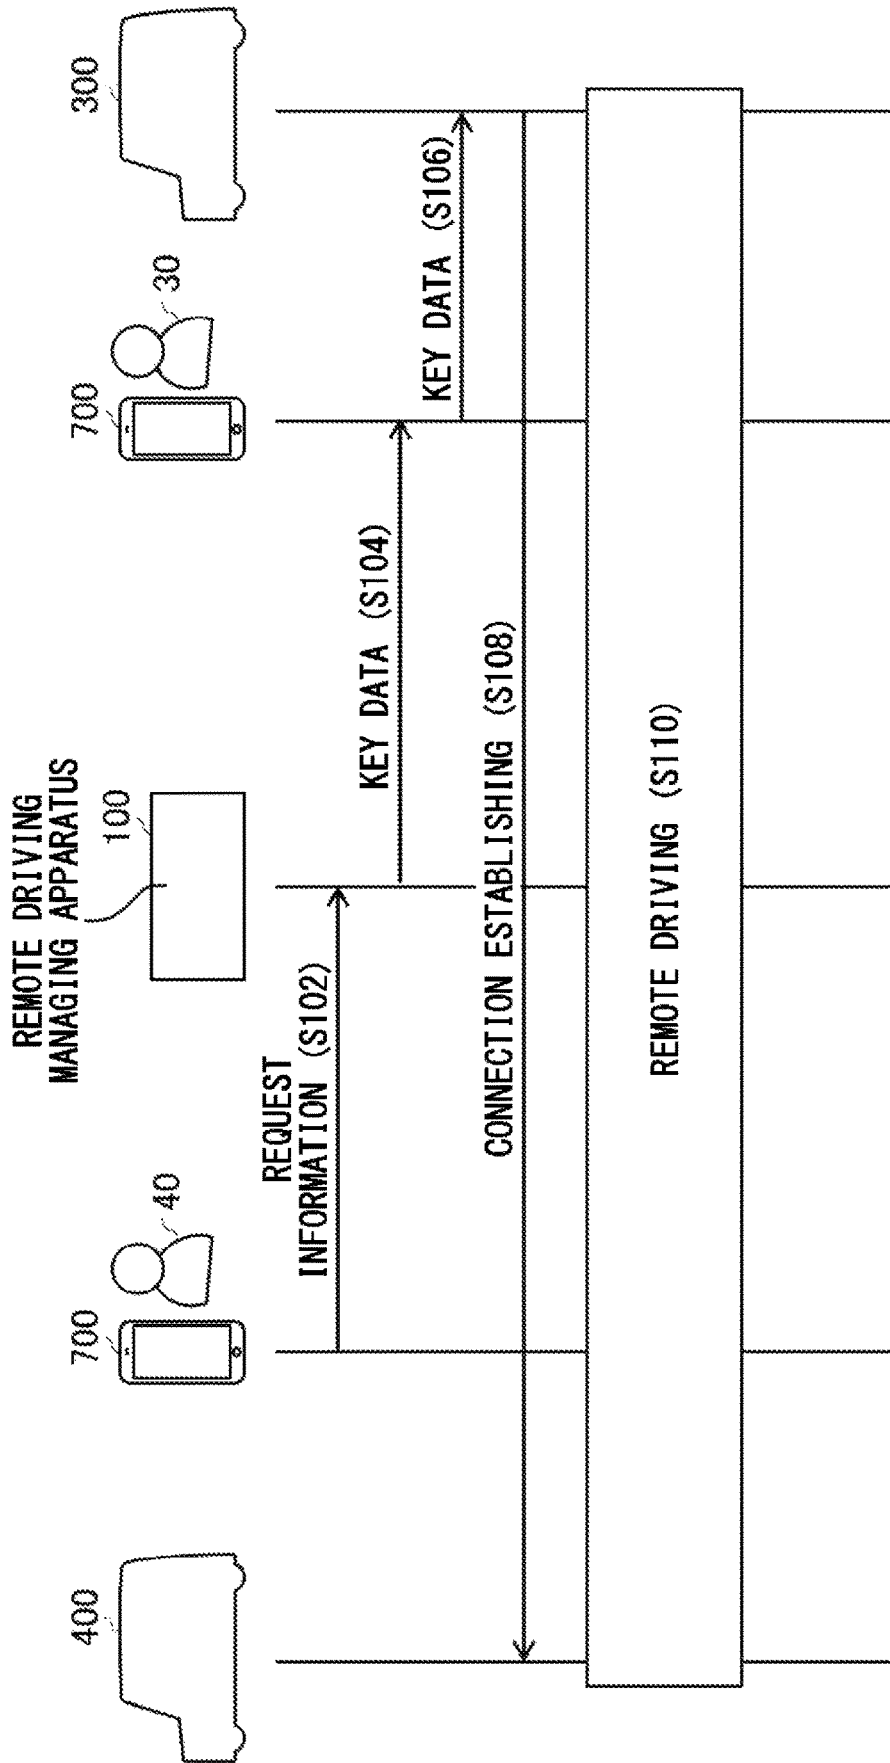 400
700
40
REMOTE DRIVING
MANAGING APPARATUS
100
700
30
300
REQUEST
INFORMATION (S102)
KEY DATA (S104)
KEY DATA (S106)
CONNECTION ESTABLISHING (S108)
REMOTE DRIVING (S110)